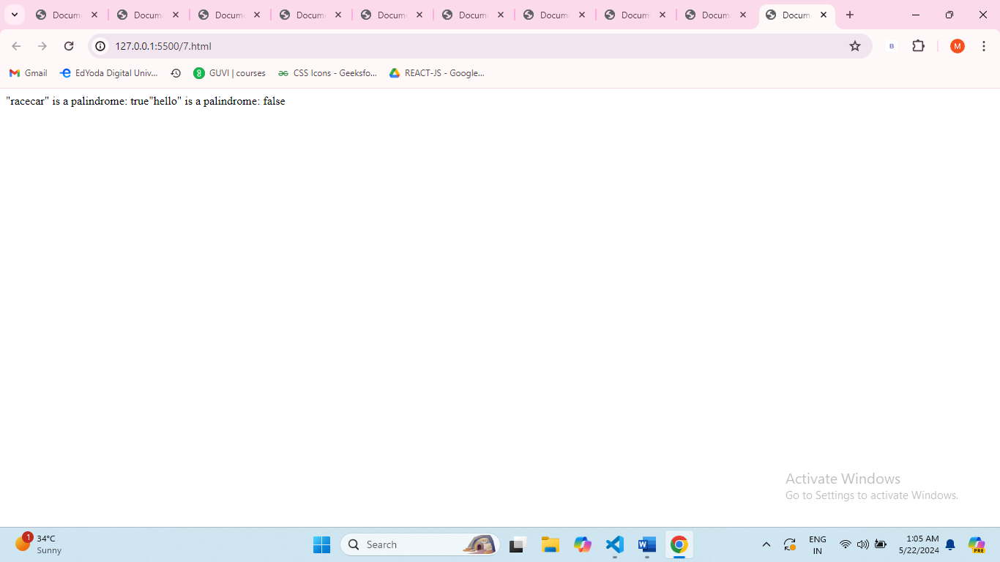 Docum Docum Docum Docum Docum Docum Docum Docum Docum Docum
127.0.0.1:5500/7.html
B
M
Gmail EdYoda Digital Univ... GUVI | courses CSS Icons - Geeksfo... REACT-JS - Google...
"racecar" is a palindrome: true"hello" is a palindrome: false
Activate Windows
Go to Settings to activate Windows.
1
34°C
Sunny
Search
ENG
IN
1:05 AM
5/22/2024
PRE